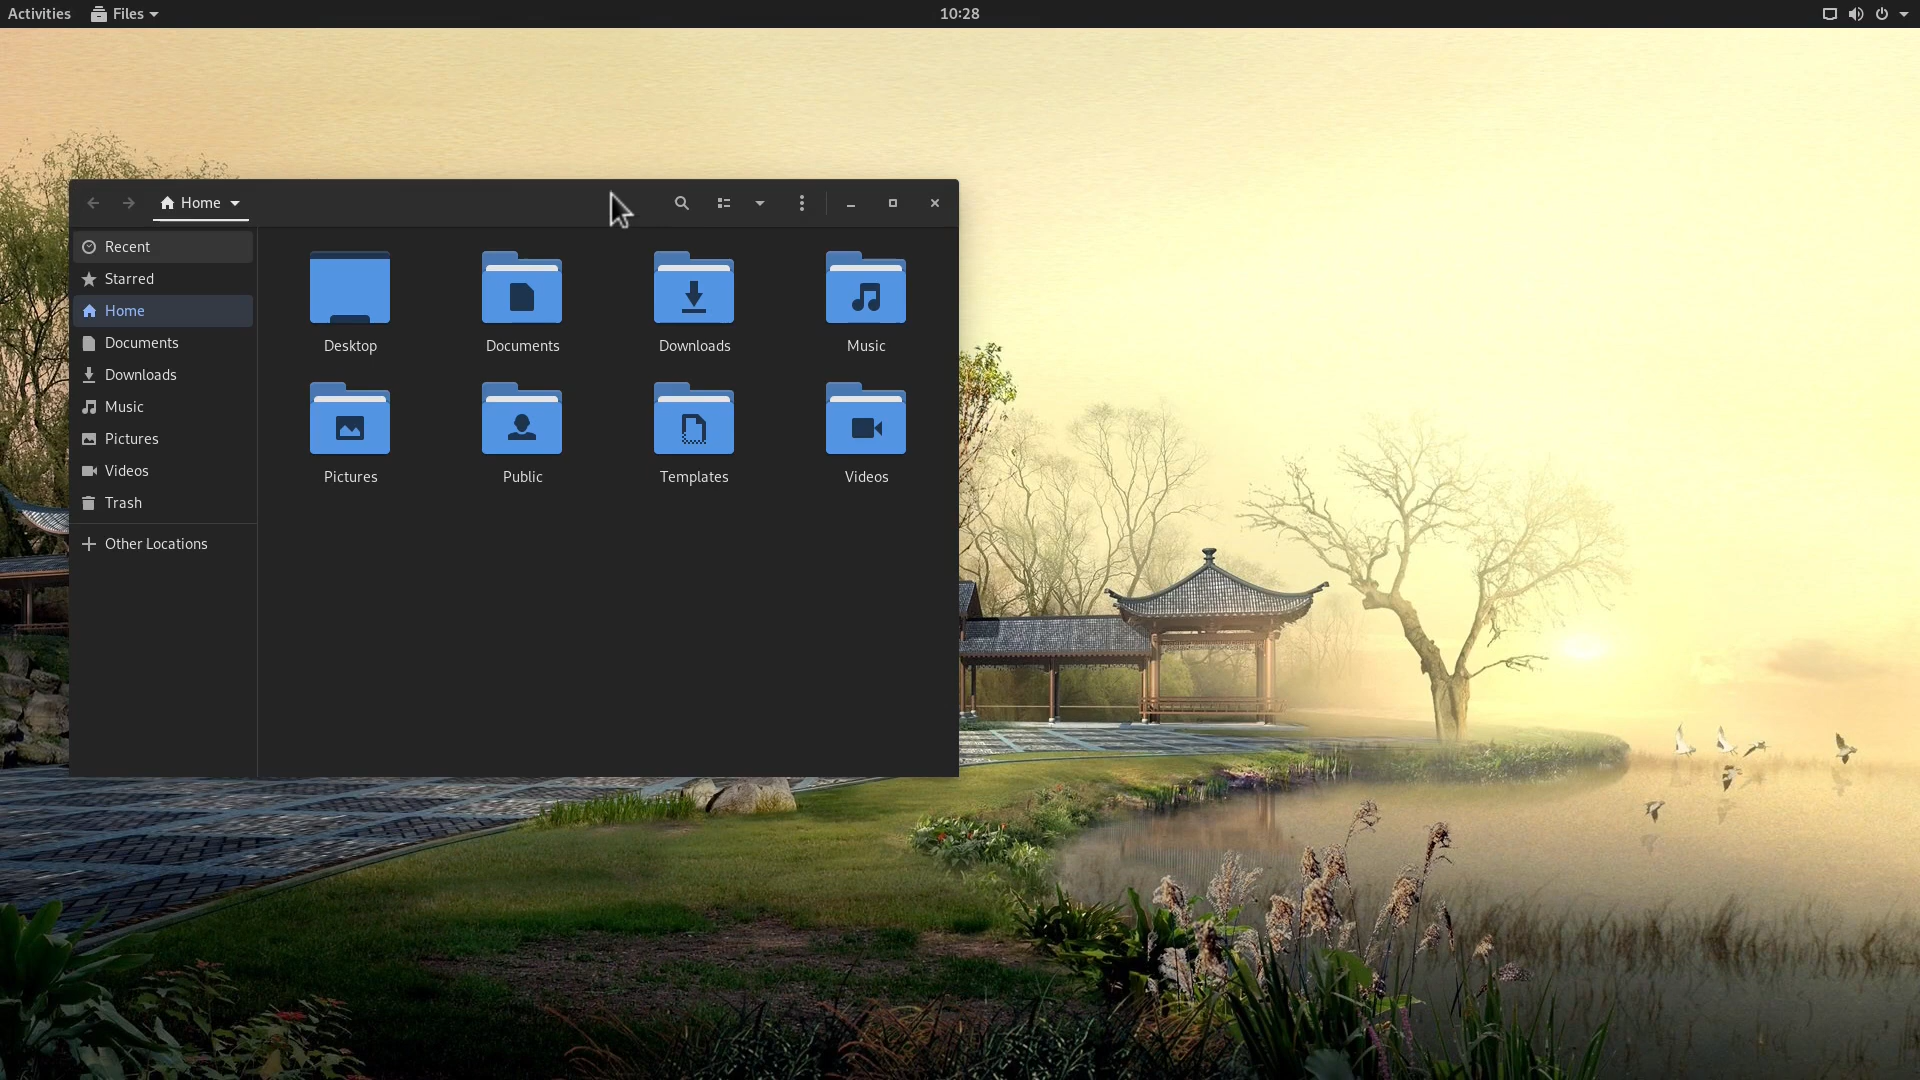 Activities Files 10:28
Home
Recent
Starred
Home
Documents
Downloads
Music
Pictures
Videos
Trash
Other Locations
Desktop Documents Downloads Music
Pictures Public Templates Videos